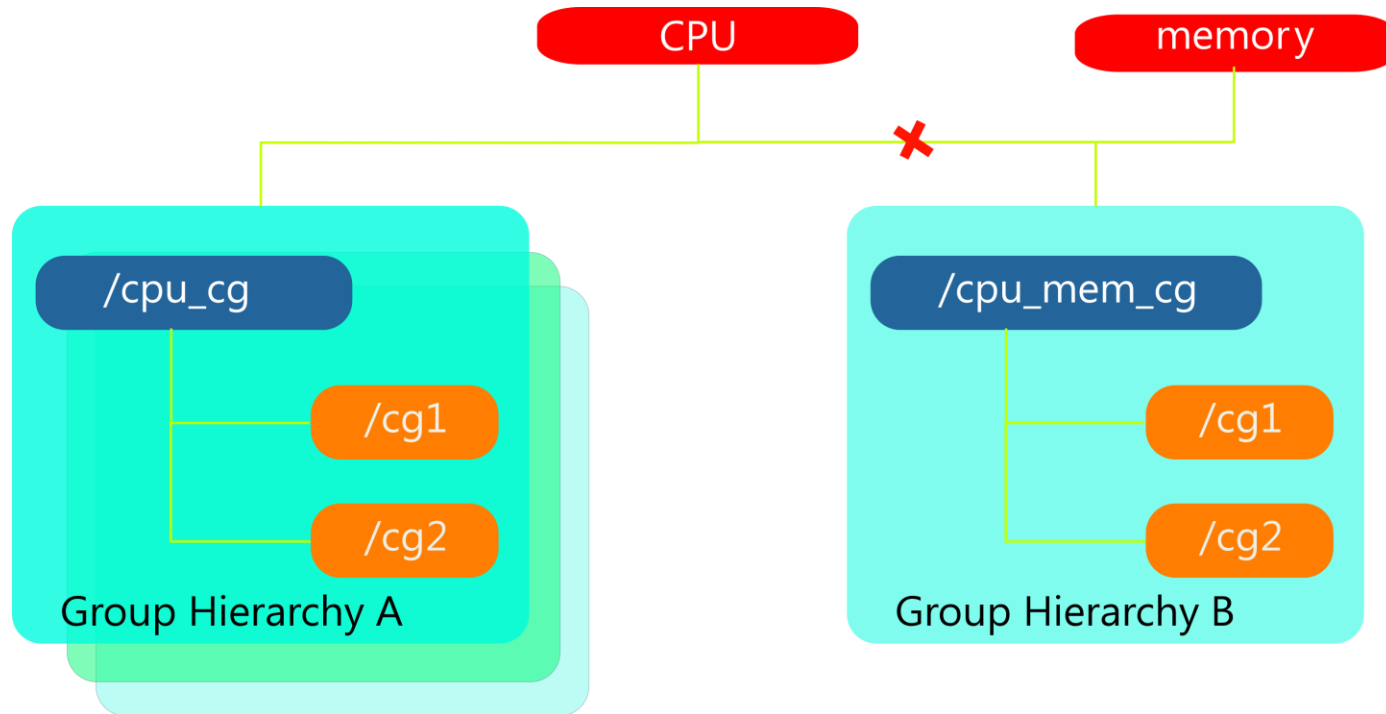 CPU
memory
/cpu_cg
/cg1
/cg2
Group Hierarchy A
/cpu_mem_cg
/cg1
/cg2
Group Hierarchy B